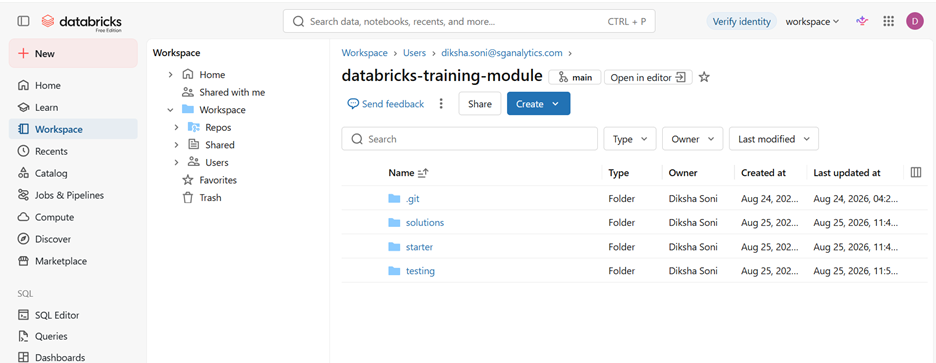 databricks
Free Edition
Search data, notebooks, recents, and more...
CTRL + P
Verify identity
workspace
D
New
Home
Learn
Workspace
Recents
Catalog
Jobs & Pipelines
Compute
Discover
Marketplace
SQL
SQL Editor
Queries
Dashboards
Workspace
Home
Shared with me
Workspace
Repos
Shared
Users
Favorites
Trash
Workspace > Users > diksha.soni@sganalytics.com >
databricks-training-module
main
Open in editor
Send feedback
Share
Create
Search
Type
Owner
Last modified
Name Type Owner Created at Last updated at
.git Folder Diksha Soni Aug 24, 202... Aug 24, 2026, 04:2...
solutions Folder Diksha Soni Aug 25, 202... Aug 25, 2026, 11:4...
starter Folder Diksha Soni Aug 25, 202... Aug 25, 2026, 11:4...
testing Folder Diksha Soni Aug 25, 202... Aug 25, 2026, 11:5...